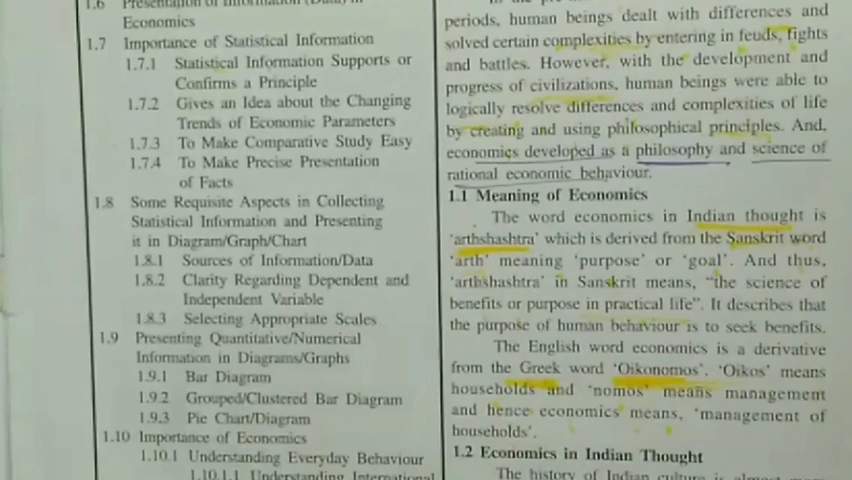 1.6 Presentation of Information (Data) in
Economics
1.7 Importance of Statistical Information
1.7.1 Statistical Information Supports or
Confirms a Principle
1.7.2 Gives an Idea about the Changing
Trends of Economic Parameters
1.7.3 To Make Comparative Study Easy
1.7.4 To Make Precise Presentation
of Facts
1.8 Some Requisite Aspects in Collecting
Statistical Information and Presenting
it in Diagram/Graph/Chart
1.8.1 Sources of Information/Data
1.8.2 Clarity Regarding Dependent and
Independent Variable
1.8.3 Selecting Appropriate Scales
1.9 Presenting Quantitative/Numerical
Information in Diagrams/Graphs
1.9.1 Bar Diagram
1.9.2 Grouped/Clustered Bar Diagram
1.9.3 Pie Chart/Diagram
1.10 Importance of Economics
1.10.1 Understanding Everyday Behaviour
1.10.1.1 Understanding International
periods, human beings dealt with differences and
solved certain complexities by entering in feuds, fights
and battles. However, with the development and
progress of civilizations, human beings were able to
logically resolve differences and complexities of life
by creating and using philosophical principles. And,
economics developed as a philosophy and science of
rational economic behaviour.
1.1 Meaning of Economics
The word economics in Indian thought is
'arthshashtra' which is derived from the Sanskrit word
'arth' meaning 'purpose' or 'goal'. And thus,
'arthshashtra' in Sanskrit means, "the science of
benefits or purpose in practical life". It describes that
the purpose of human behaviour is to seek benefits.
The English word economics is a derivative
from the Greek word 'Oikonomos'. 'Oikos' means
households and 'nomos' means management
and hence economics means, 'management of
households'.
1.2 Economics in Indian Thought
The history of Indian culture is almost